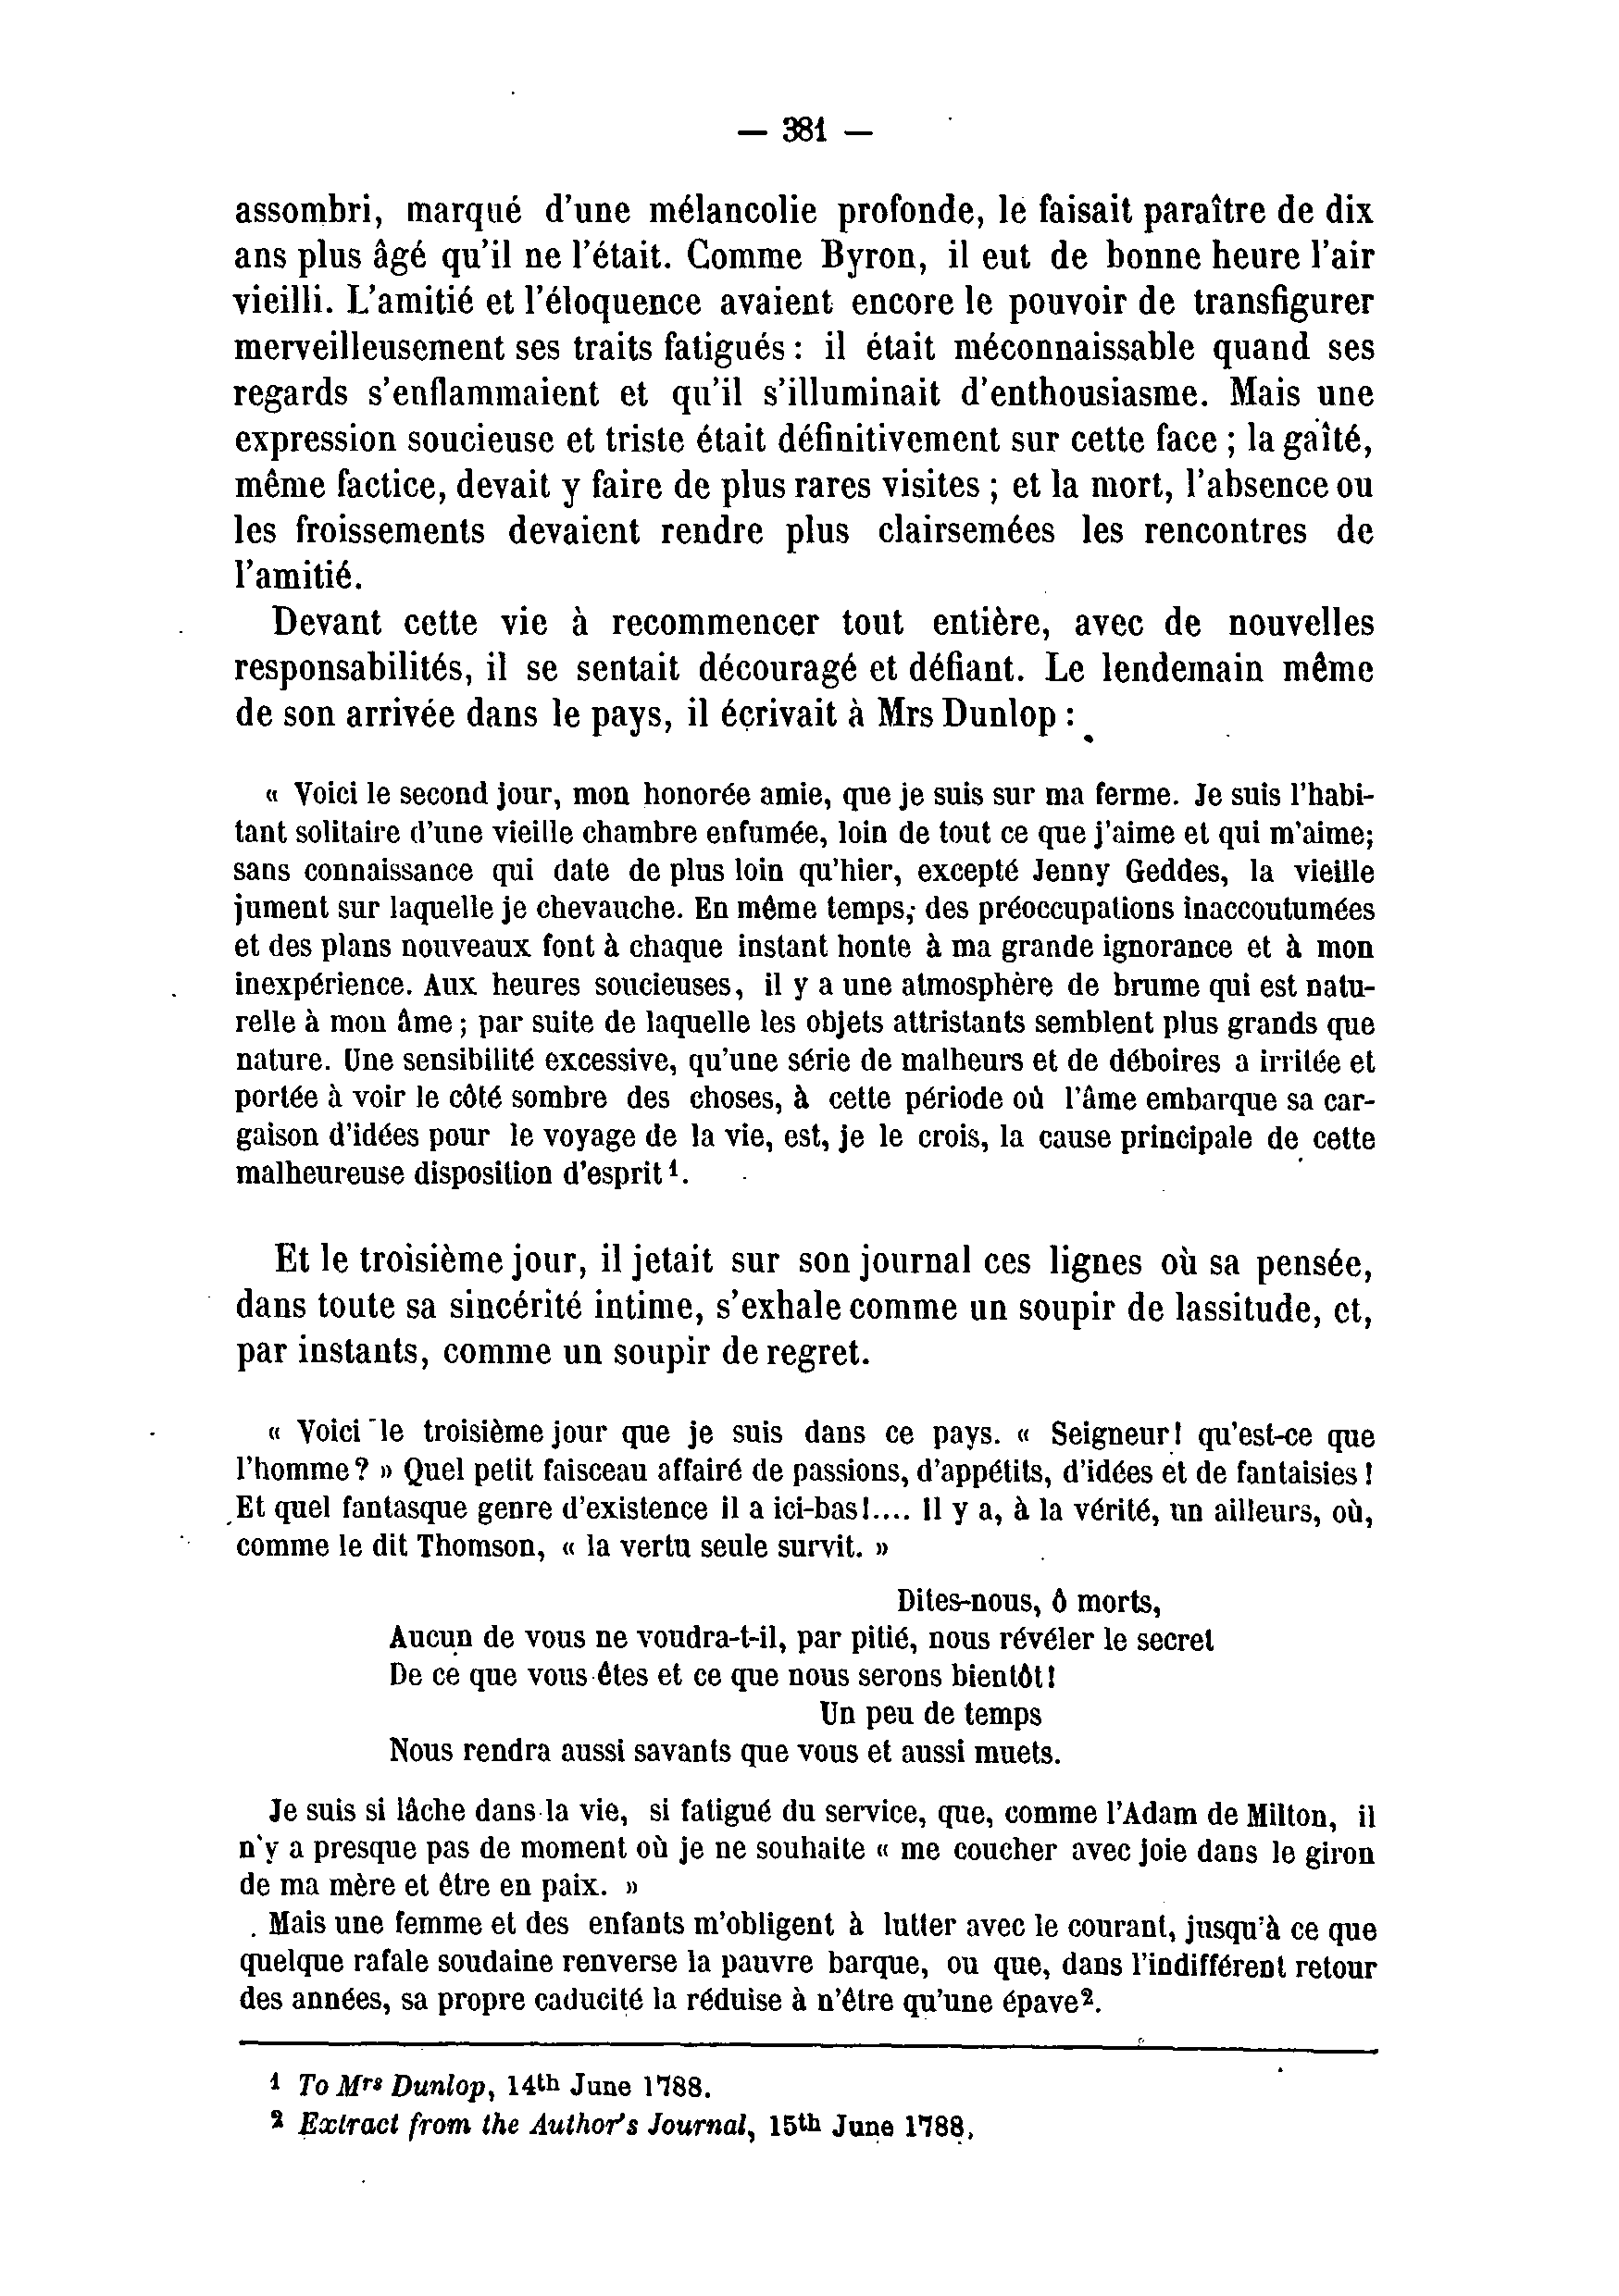 — 381 —
assombri, marqué d'une mélancolie profonde, le faisait paraître de dix
ans plus âgé qu'il ne l'était. Comme Byron, il eut de bonne heure l'air
vieilli. L'amitié et l'éloquence avaient encore le pouvoir de transfigurer
merveilleusement ses traits fatigués : il était méconnaissable quand ses
regards s'enflammaient et qu'il s'illuminait d'enthousiasme. Mais une
expression soucieuse et triste était définitivement sur cette face ; la gaîté,
même factice, devait y faire de plus rares visites ; et la mort, l'absence ou
les froissements devaient rendre plus clairsemées les rencontres de
l'amitié.
Devant cette vie à recommencer tout entière, avec de nouvelles
responsabilités, il se sentait découragé et défiant. Le lendemain même
de son arrivée dans le pays, il écrivait à Mrs Dunlop :
« Voici le second jour, mon honorée amie, que je suis sur ma ferme. Je suis l'habi-
tant solitaire d'une vieille chambre enfumée, loin de tout ce que j'aime et qui m'aime;
sans connaissance qui date de plus loin qu'hier, excepté Jenny Geddes, la vieille
jument sur laquelle je chevauche. En même temps, des préoccupations inaccoutumées
et des plans nouveaux font à chaque instant honte à ma grande ignorance et à mon
inexpérience. Aux heures soucieuses, il y a une atmosphère de brume qui est natu-
relle à mon âme ; par suite de laquelle les objets attristants semblent plus grands que
nature. Une sensibilité excessive, qu'une série de malheurs et de déboires a irritée et
portée à voir le côté sombre des choses, à cette période où l'âme embarque sa car-
gaison d'idées pour le voyage de la vie, est, je le crois, la cause principale de cette
malheureuse disposition d'esprit 1.
Et le troisième jour, il jetait sur son journal ces lignes où sa pensée,
dans toute sa sincérité intime, s'exhale comme un soupir de lassitude, et,
par instants, comme un soupir de regret.
« Voici le troisième jour que je suis dans ce pays. « Seigneur! qu'est-ce que
l'homme ? » Quel petit faisceau affairé de passions, d'appétits, d'idées et de fantaisies !
Et quel fantasque genre d'existence il a ici-bas!.... Il y a, à la vérité, un ailleurs, où,
comme le dit Thomson, « la vertu seule survit. »
Dites-nous, ô morts,
Aucun de vous ne voudra-t-il, par pitié, nous révéler le secret
De ce que vous êtes et ce que nous serons bientôt!
Un peu de temps
Nous rendra aussi savants que vous et aussi muets.
Je suis si lâche dans la vie, si fatigué du service, que, comme l'Adam de Milton, il
n'y a presque pas de moment où je ne souhaite « me coucher avec joie dans le giron
de ma mère et être en paix. »
Mais une femme et des enfants m'obligent à lutter avec le courant, jusqu'à ce que
quelque rafale soudaine renverse la pauvre barque, ou que, dans l'indifférent retour
des années, sa propre caducité la réduise à n'être qu'une épave 2.
1 To Mrs Dunlop, 14th June 1788.
2 Extract from the Author's Journal, 15th June 1788.